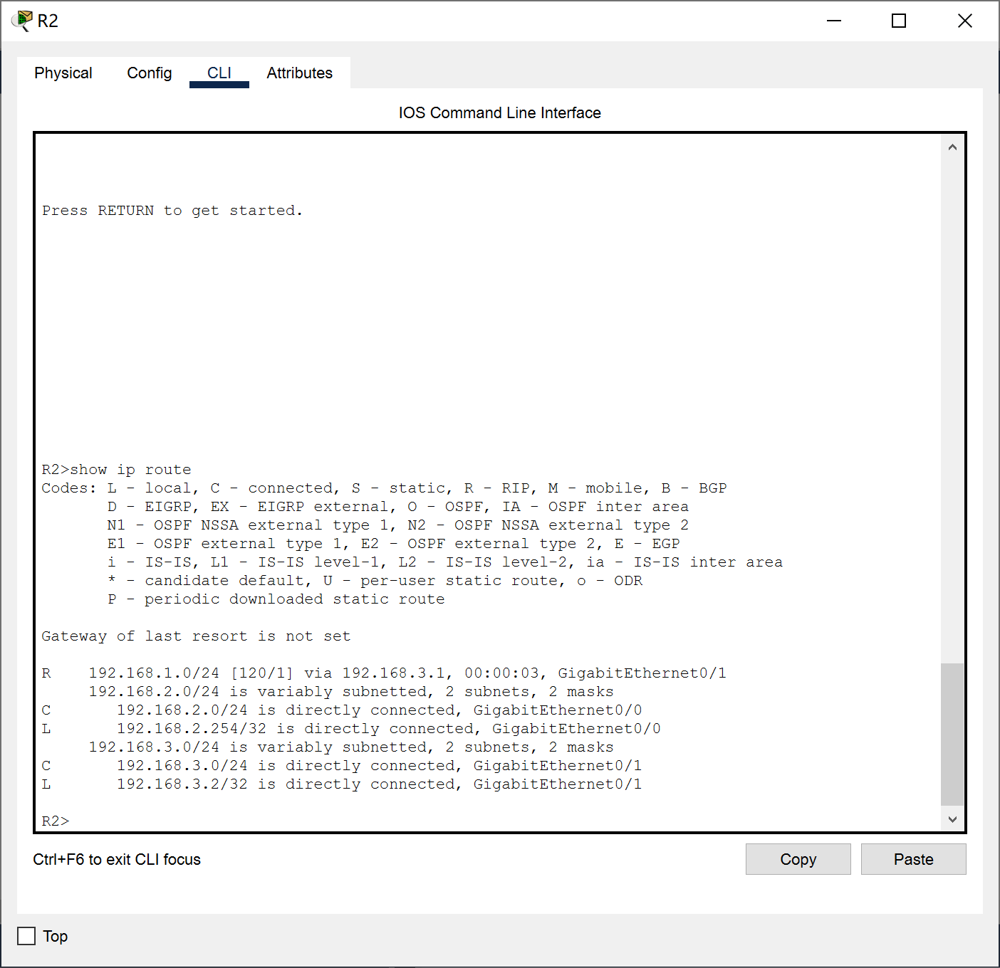 R2
Physical Config CLI Attributes
IOS Command Line Interface
Press RETURN to get started.
R2>show ip route
Codes: L - local, C - connected, S - static, R - RIP, M - mobile, B - BGP
       D - EIGRP, EX - EIGRP external, O - OSPF, IA - OSPF inter area
       N1 - OSPF NSSA external type 1, N2 - OSPF NSSA external type 2
       E1 - OSPF external type 1, E2 - OSPF external type 2, E - EGP
       i - IS-IS, L1 - IS-IS level-1, L2 - IS-IS level-2, ia - IS-IS inter area
       * - candidate default, U - per-user static route, o - ODR
       P - periodic downloaded static route
Gateway of last resort is not set
R    192.168.1.0/24 [120/1] via 192.168.3.1, 00:00:03, GigabitEthernet0/1
     192.168.2.0/24 is variably subnetted, 2 subnets, 2 masks
C       192.168.2.0/24 is directly connected, GigabitEthernet0/0
L       192.168.2.254/32 is directly connected, GigabitEthernet0/0
     192.168.3.0/24 is variably subnetted, 2 subnets, 2 masks
C       192.168.3.0/24 is directly connected, GigabitEthernet0/1
L       192.168.3.2/32 is directly connected, GigabitEthernet0/1
R2>
Ctrl+F6 to exit CLI focus
Copy Paste
Top